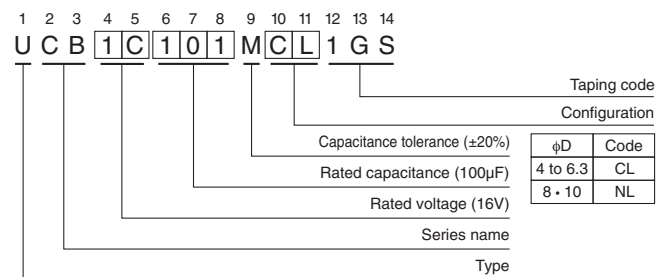 1 2 3 4 5 6 7 8 9 10 11 12 13 14
U C B 1 C 1 0 1 M C L 1 G S
Taping code
Configuration
Capacitance tolerance (±20%)
Rated capacitance (100µF)
Rated voltage (16V)
Series name
Type
ϕD Code
4 to 6.3 CL
8 • 10 NL